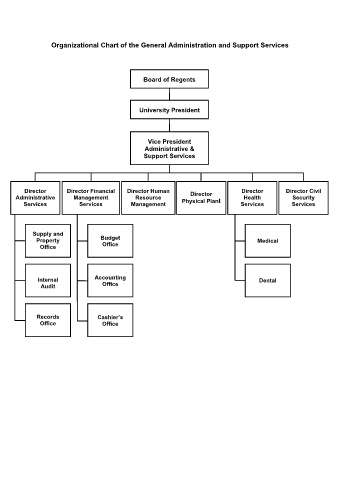 Organizational Chart of the General Administration and Support Services
Board of Regents
University President
Vice President
Administrative &
Support Services
Director
Administrative
Services
Director Financial
Management
Services
Director Human
Resource
Management
Director
Physical Plant
Director
Health
Services
Director Civil
Security
Services
Supply and
Property
Office
Budget
Office
Medical
Internal
Audit
Accounting
Office
Dental
Records
Office
Cashier's
Office